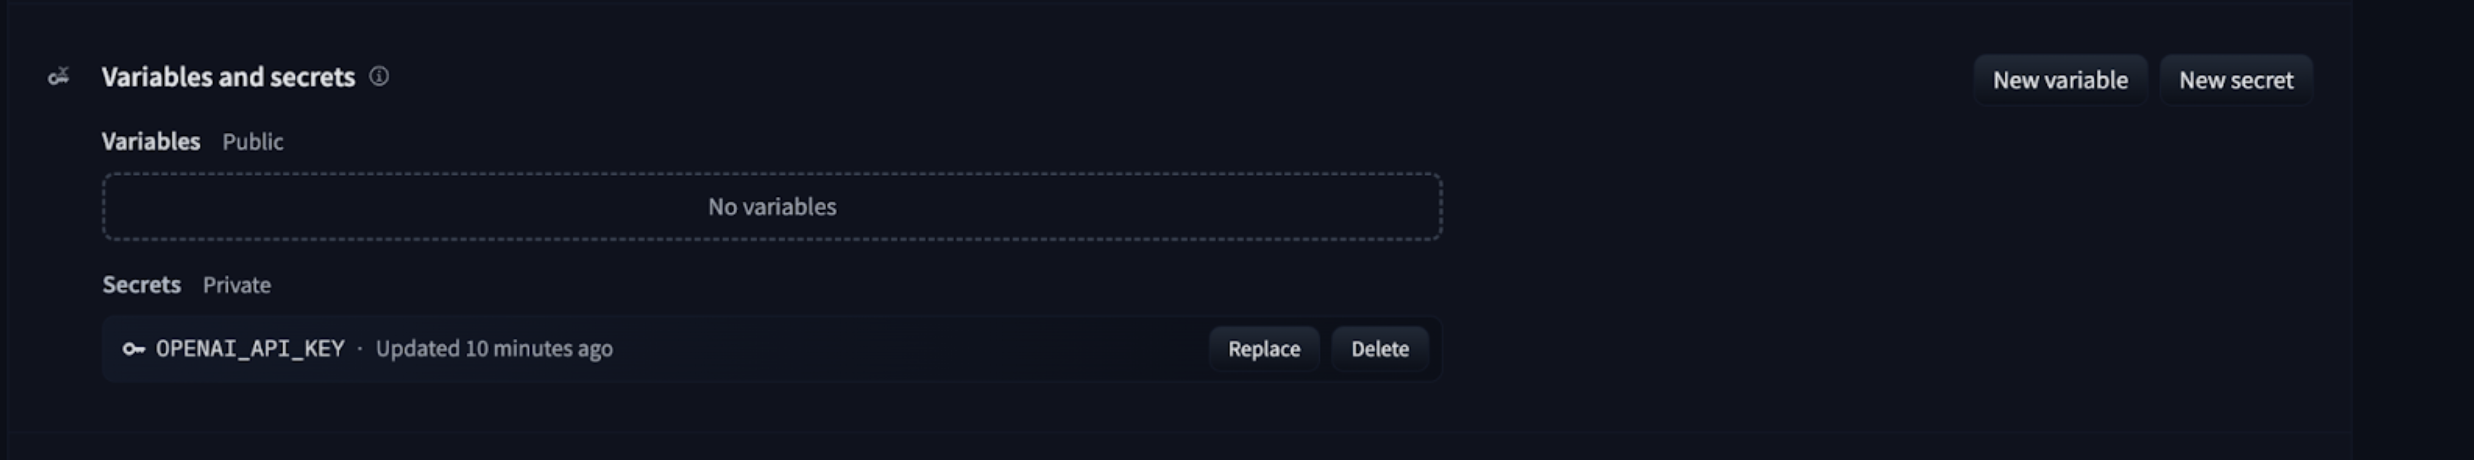 Variables and secrets
New variable
New secret
Variables Public
No variables
Secrets Private
OPENAI_API_KEY · Updated 10 minutes ago
Replace
Delete